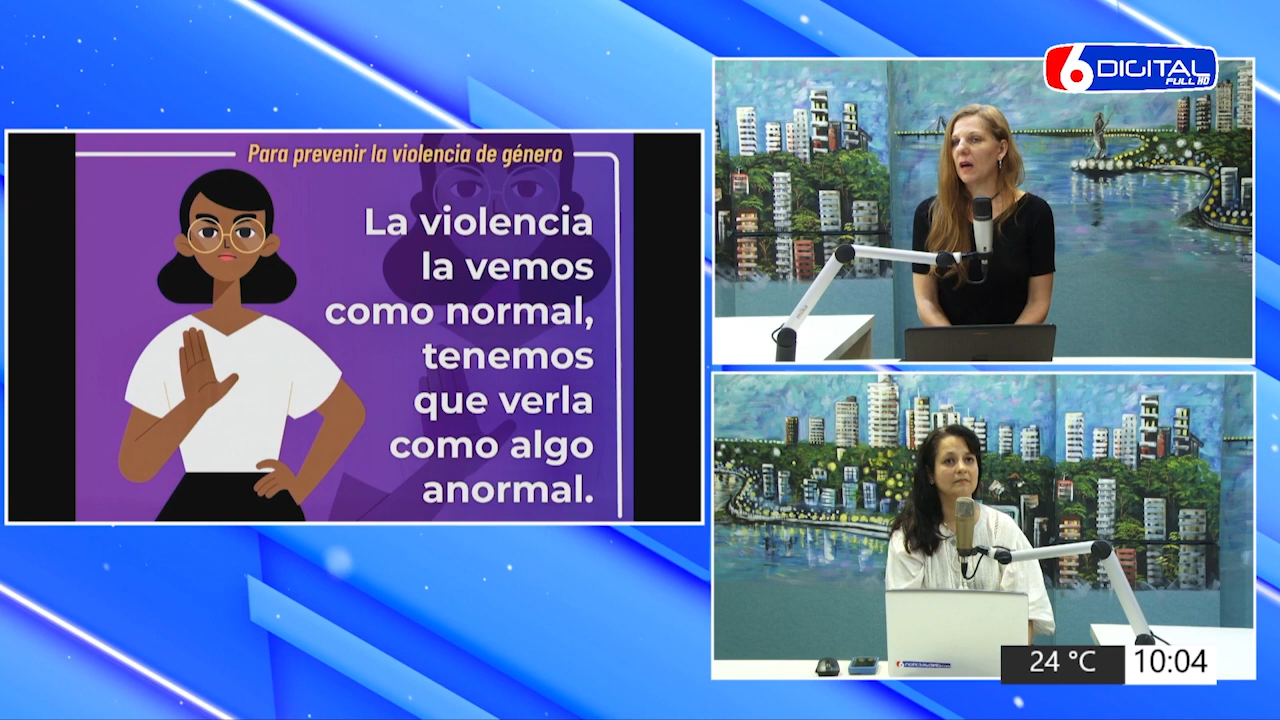 Para prevenir la violencia de género
La violencia
la vemos
como normal,
tenemos
que verla
como algo
anormal.
6 DIGITAL
FULL HD
24 °C
10:04